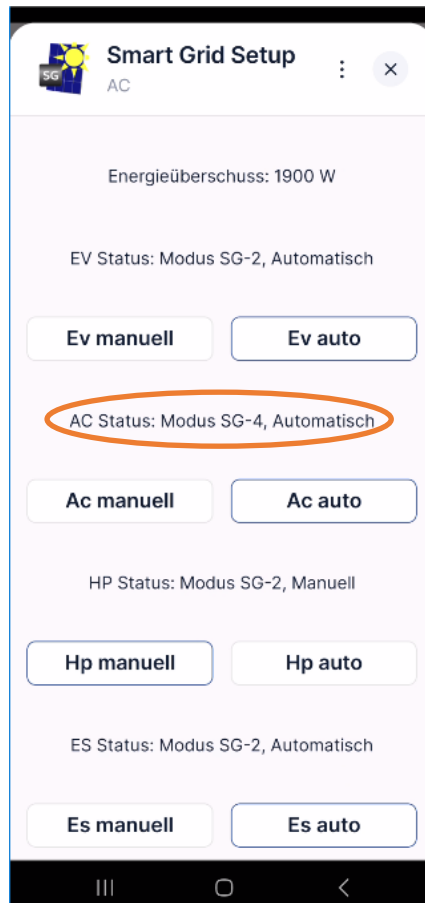 SG
Smart Grid Setup
AC
Energieüberschuss: 1900 W
EV Status: Modus SG-2, Automatisch
Ev manuell
Ev auto
AC Status: Modus SG-4, Automatisch
Ac manuell
Ac auto
HP Status: Modus SG-2, Manuell
Hp manuell
Hp auto
ES Status: Modus SG-2, Automatisch
Es manuell
Es auto